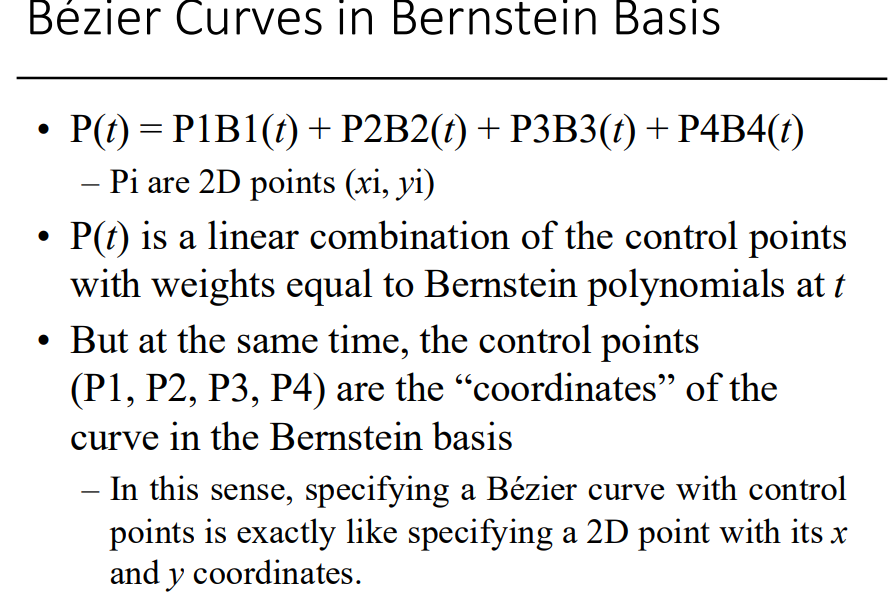 Bézier Curves in Bernstein Basis
• P(t) = P1B1(t) + P2B2(t) + P3B3(t) + P4B4(t)
– Pi are 2D points (xi, yi)
• P(t) is a linear combination of the control points
with weights equal to Bernstein polynomials at t
• But at the same time, the control points
(P1, P2, P3, P4) are the “coordinates” of the
curve in the Bernstein basis
– In this sense, specifying a Bézier curve with control
points is exactly like specifying a 2D point with its x
and y coordinates.